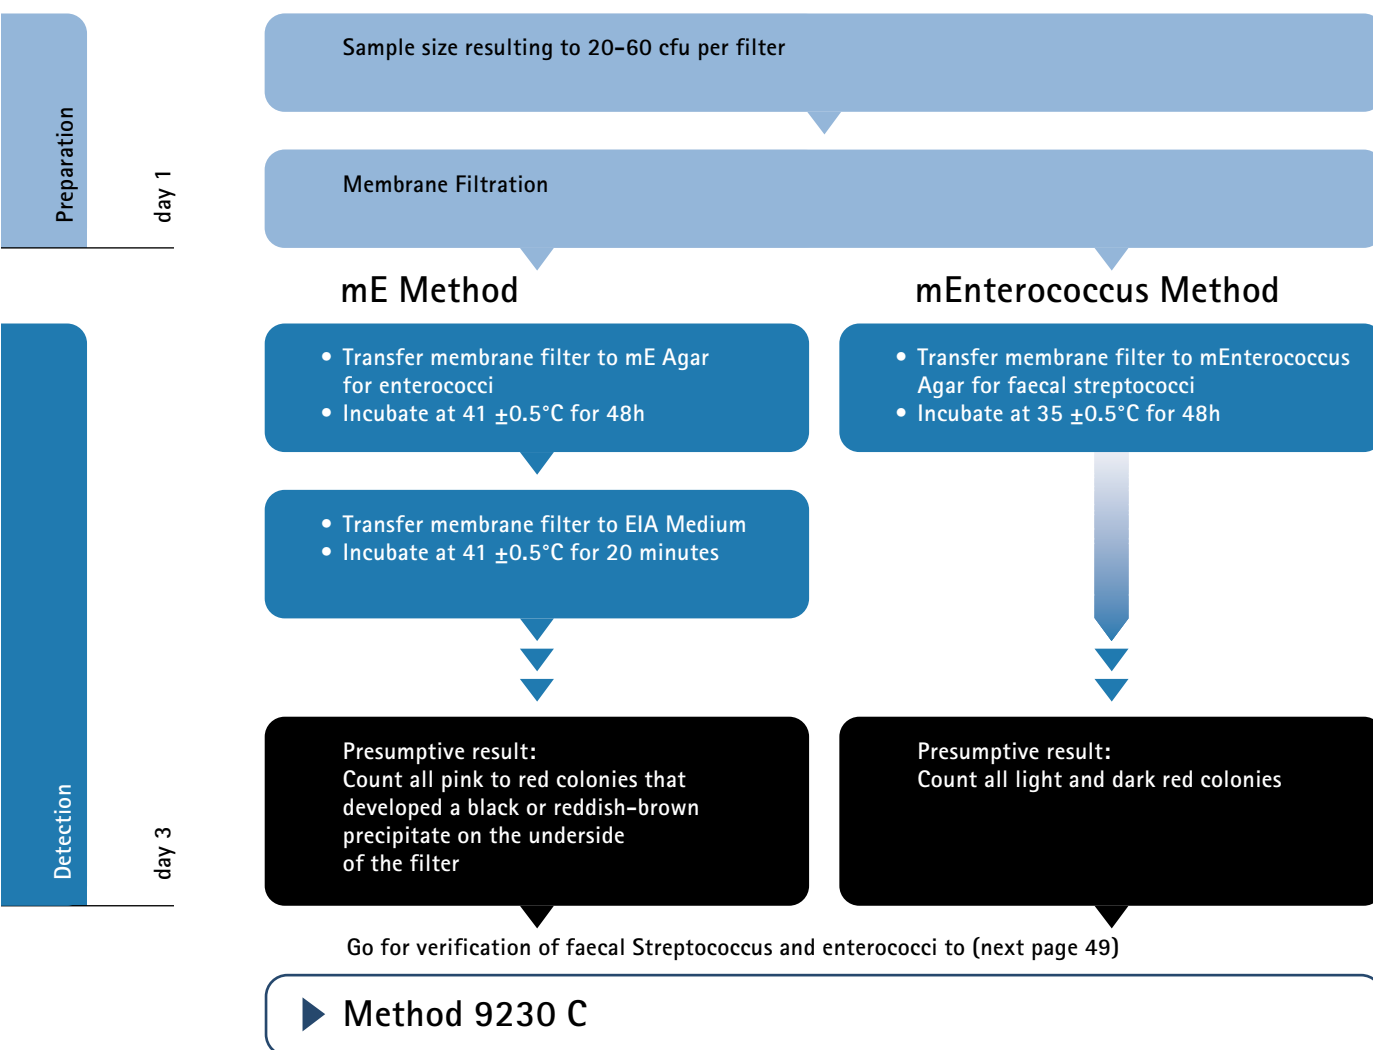 Preparation
day 1
Sample size resulting to 20-60 cfu per filter
Membrane Filtration
mE Method
• Transfer membrane filter to mE Agar
for enterococci
• Incubate at 41 ±0.5°C for 48h
• Transfer membrane filter to EIA Medium
• Incubate at 41 ±0.5°C for 20 minutes
Presumptive result:
Count all pink to red colonies that
developed a black or reddish-brown
precipitate on the underside
of the filter
mEnterococcus Method
• Transfer membrane filter to mEnterococcus
Agar for faecal streptococci
• Incubate at 35 ±0.5°C for 48h
Presumptive result:
Count all light and dark red colonies
Detection
day 3
Go for verification of faecal Streptococcus and enterococci to (next page 49)
Method 9230 C